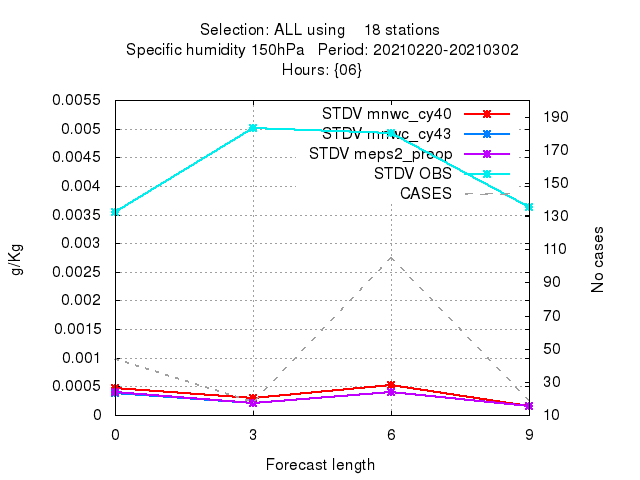 Selection: ALL using 18 stations
Specific humidity 150hPa Period: 20210220-20210302
Hours: {06}
0.0055
0.005
0.0045
0.004
0.0035
0.003
0.0025
0.002
0.0015
0.001
0.0005
0
g/Kg
STDV mnwc_cy40
STDV mnwc_cy43
STDV meps2_preop
STDV OBS
CASES
190
170
150
130
110
90
70
50
30
10
No cases
0 3 6 9
Forecast length